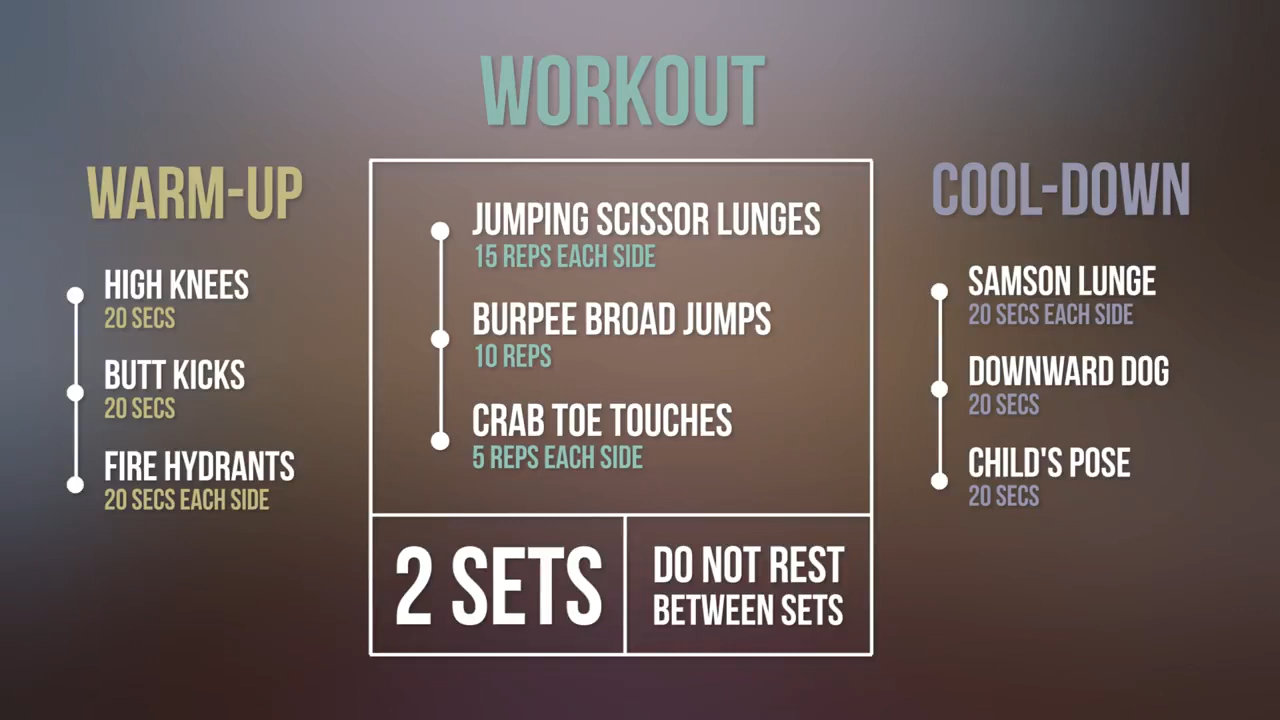 WORKOUT
WARM-UP
HIGH KNEES
20 SECS
BUTT KICKS
20 SECS
FIRE HYDRANTS
20 SECS EACH SIDE
JUMPING SCISSOR LUNGES
15 REPS EACH SIDE
BURPEE BROAD JUMPS
10 REPS
CRAB TOE TOUCHES
5 REPS EACH SIDE
2 SETS
DO NOT REST
BETWEEN SETS
COOL-DOWN
SAMSON LUNGE
20 SECS EACH SIDE
DOWNWARD DOG
20 SECS
CHILD'S POSE
20 SECS